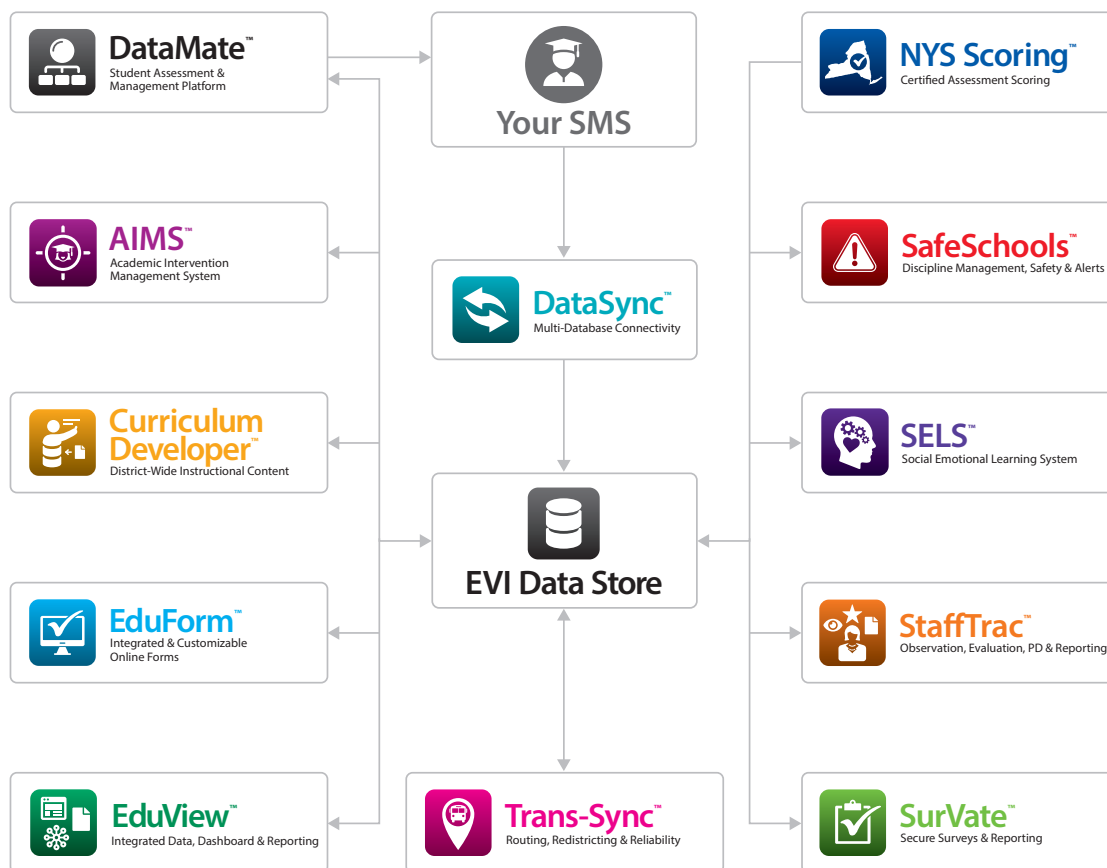 DataMate™
Student Assessment &
Management Platform
Your SMS
NYS Scoring™
Certified Assessment Scoring
AIMS™
Academic Intervention
Management System
DataSync™
Multi-Database Connectivity
SafeSchools™
Discipline Management, Safety & Alerts
Curriculum
Developer™
District-Wide Instructional Content
EVI Data Store
SELS™
Social Emotional Learning System
EduForm™
Integrated & Customizable
Online Forms
StaffTrac™
Observation, Evaluation, PD & Reporting
EduView™
Integrated Data, Dashboard & Reporting
Trans-Sync™
Routing, Redistricting & Reliability
SurVate™
Secure Surveys & Reporting